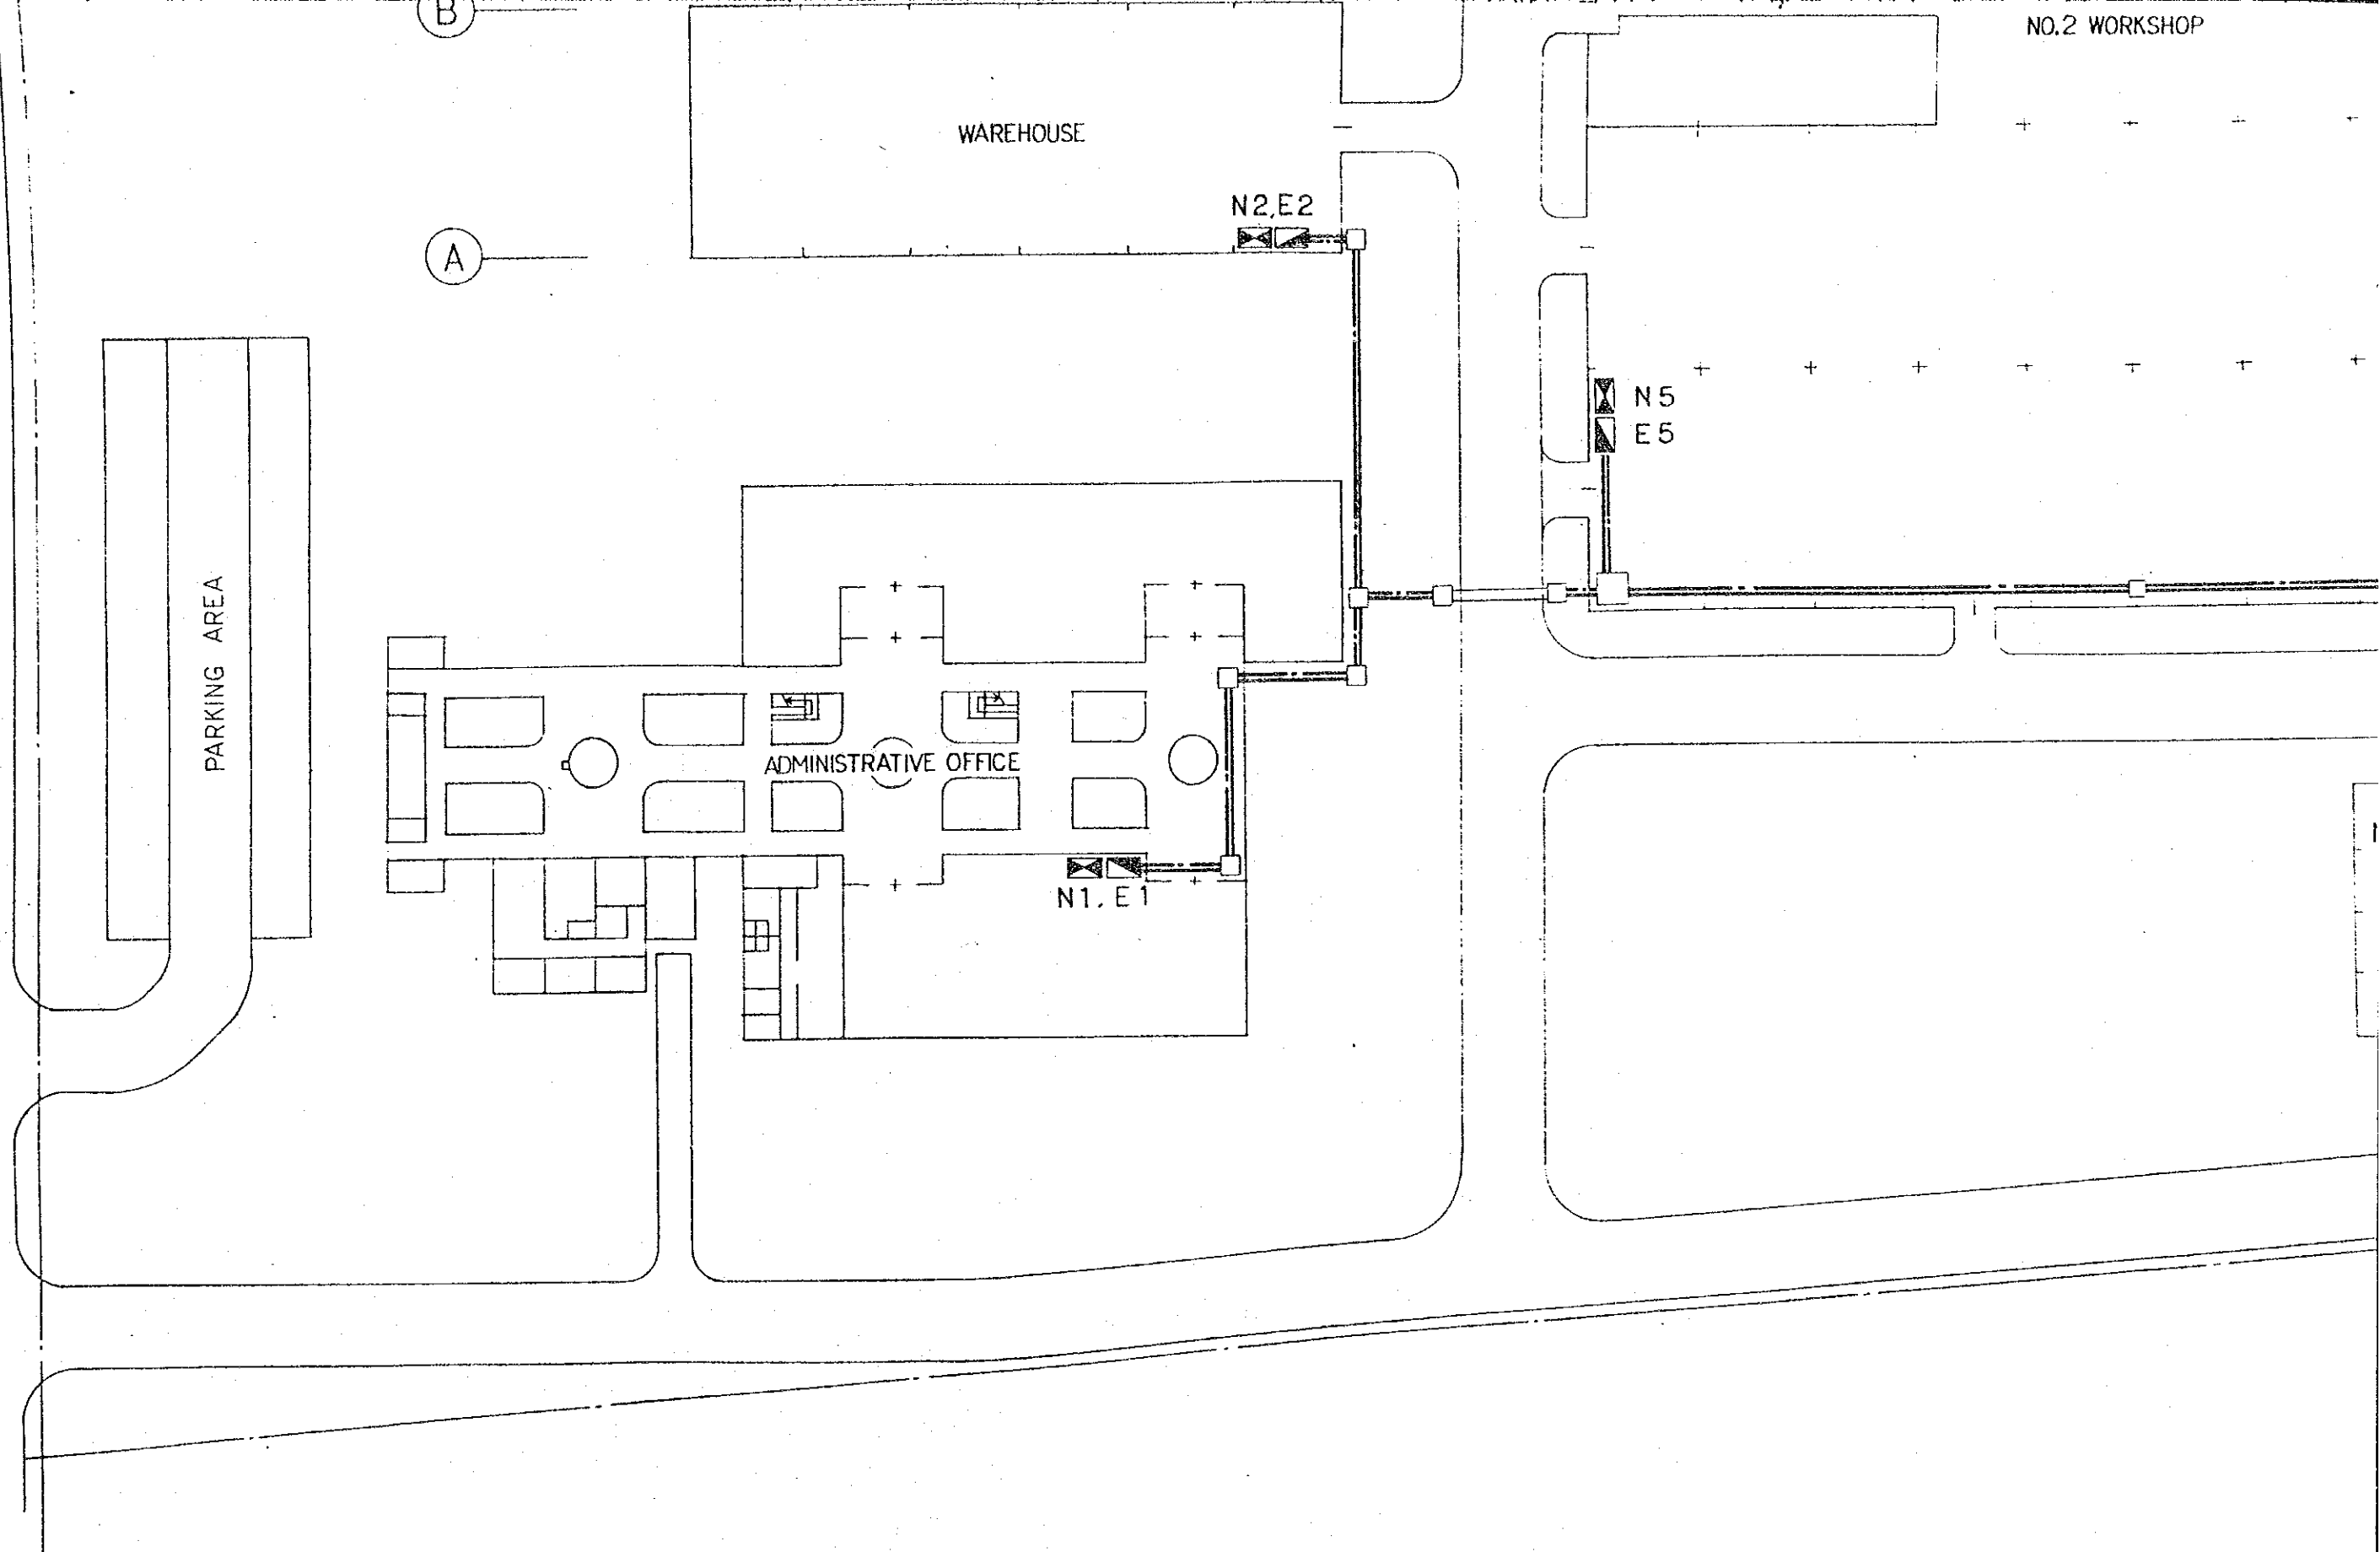 B
NO.2 WORKSHOP
WAREHOUSE
N2,E2
A
N5
E5
PARKING AREA
ADMINISTRATIVE OFFICE
N1, E1